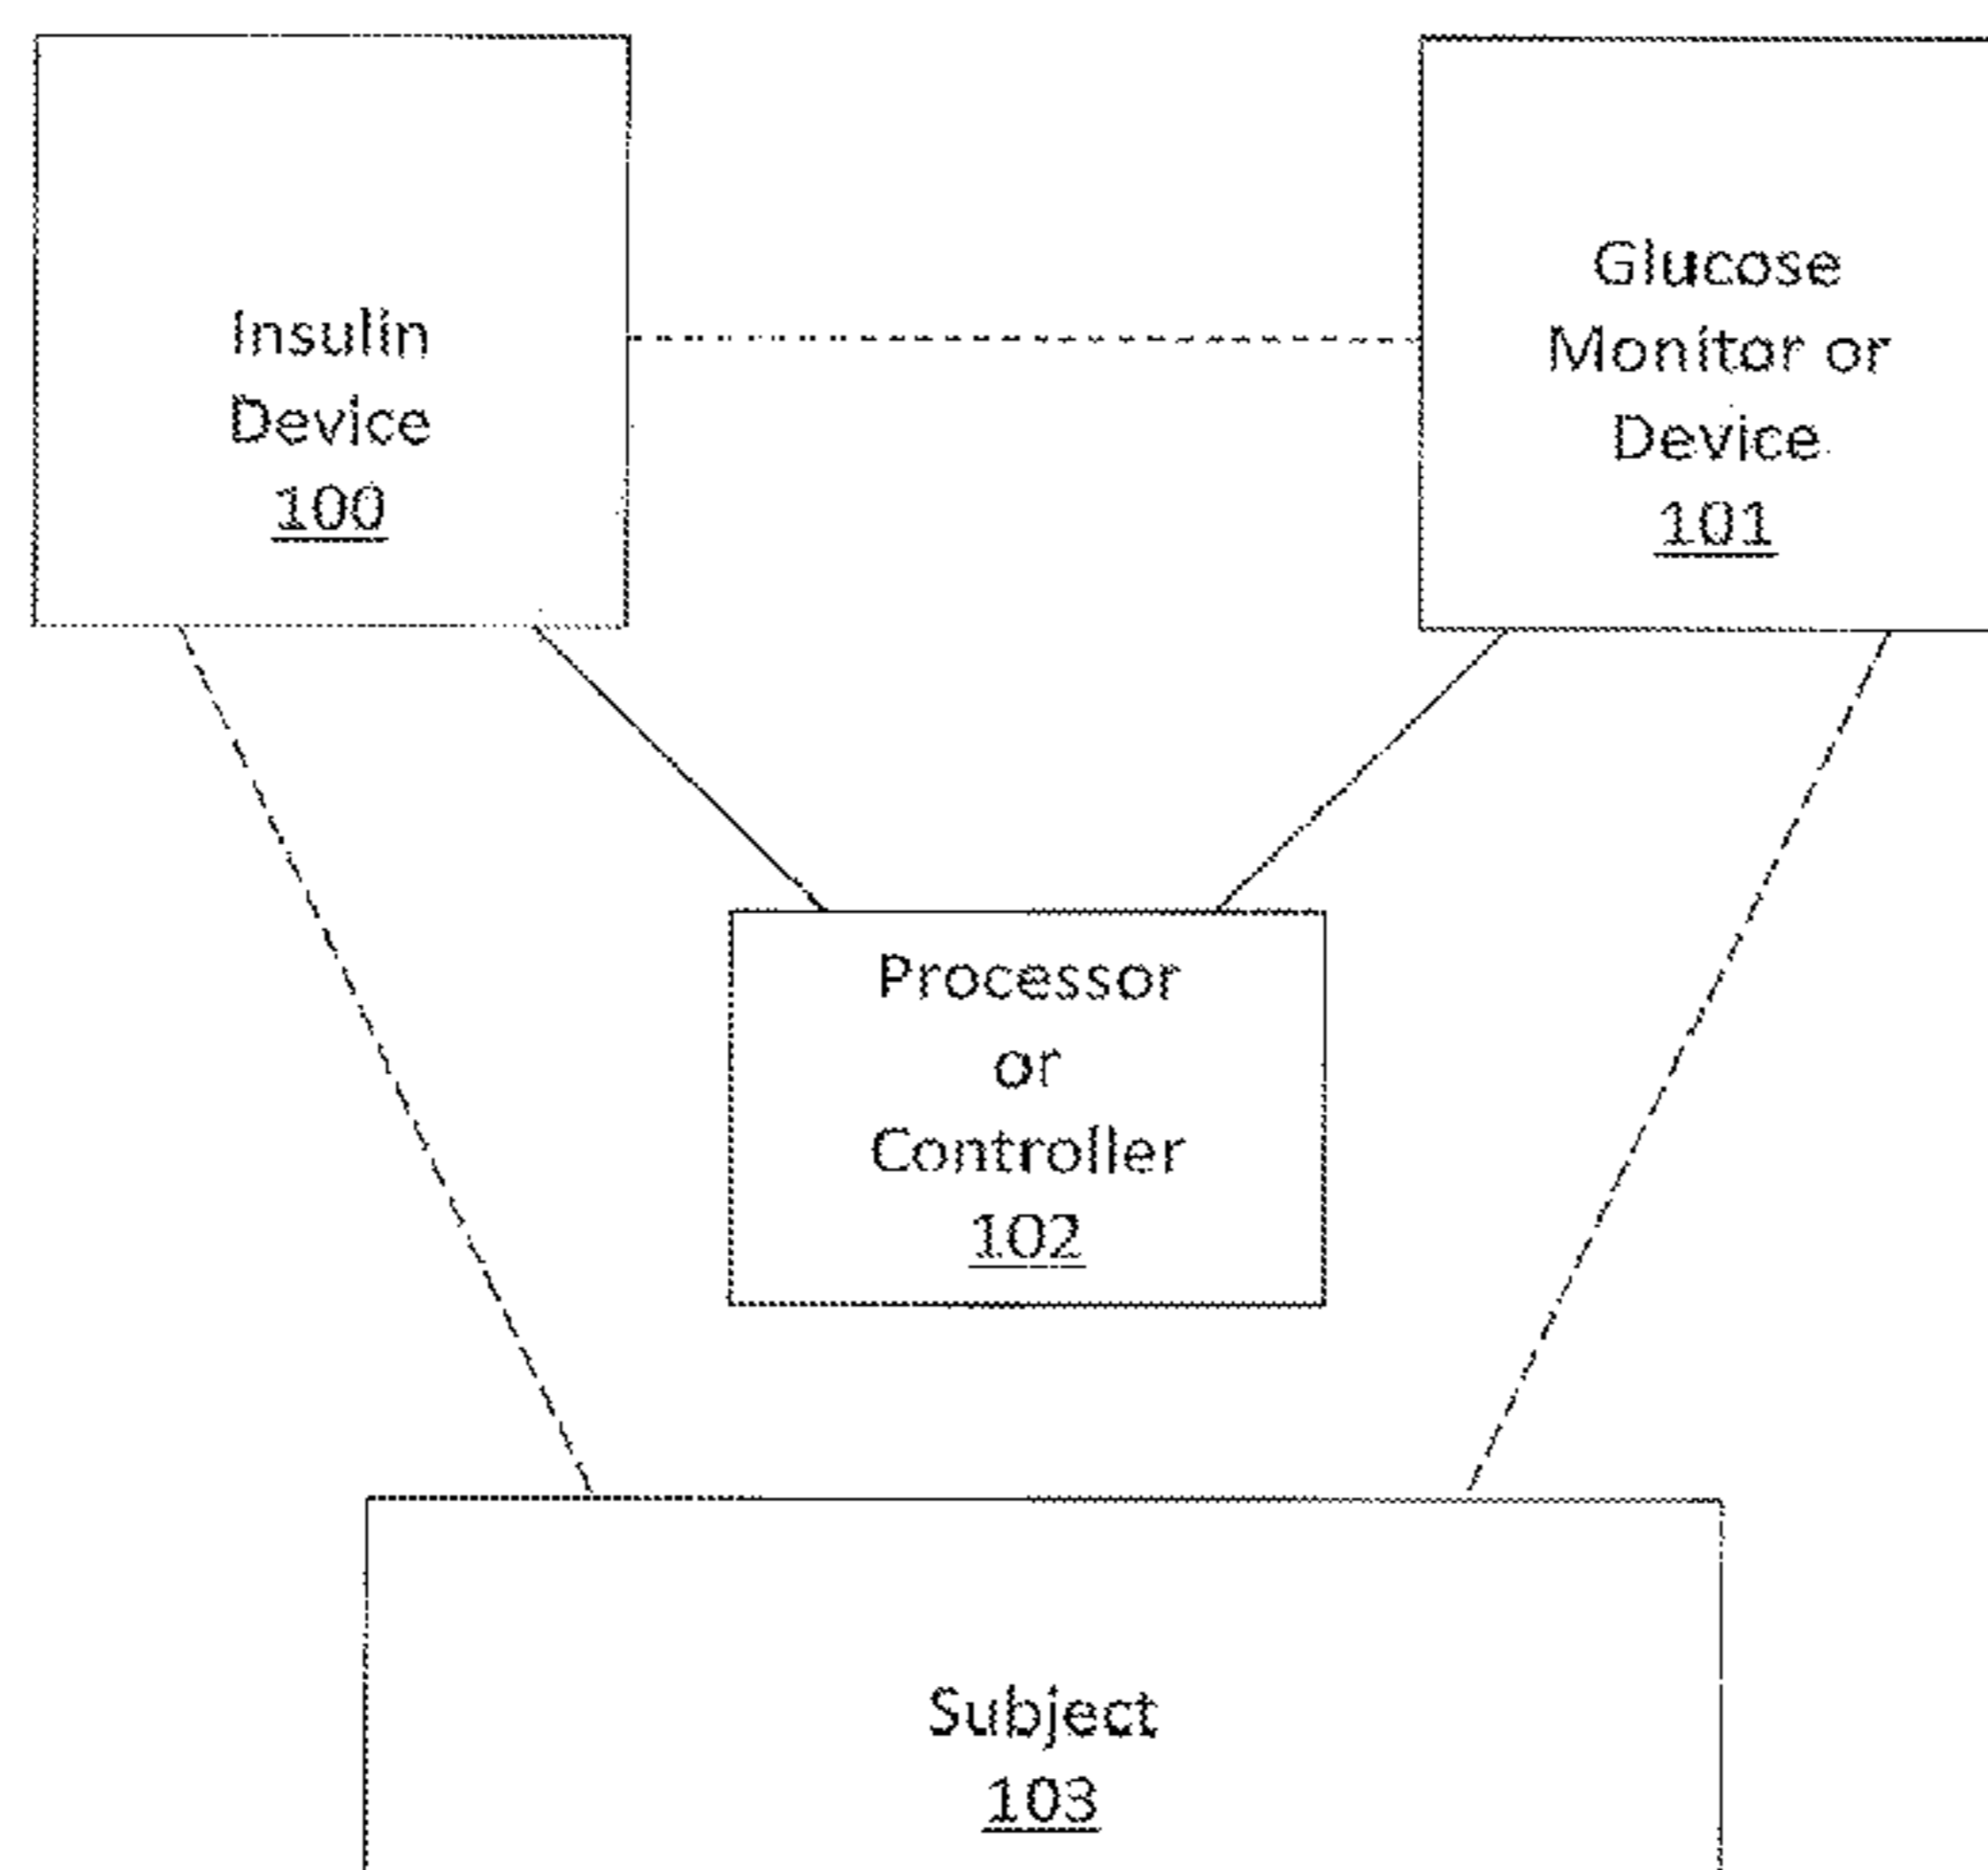 Insulin
Device
100
Glucose
Monitor or
Device
101
Processor
or
Controller
102
Subject
103